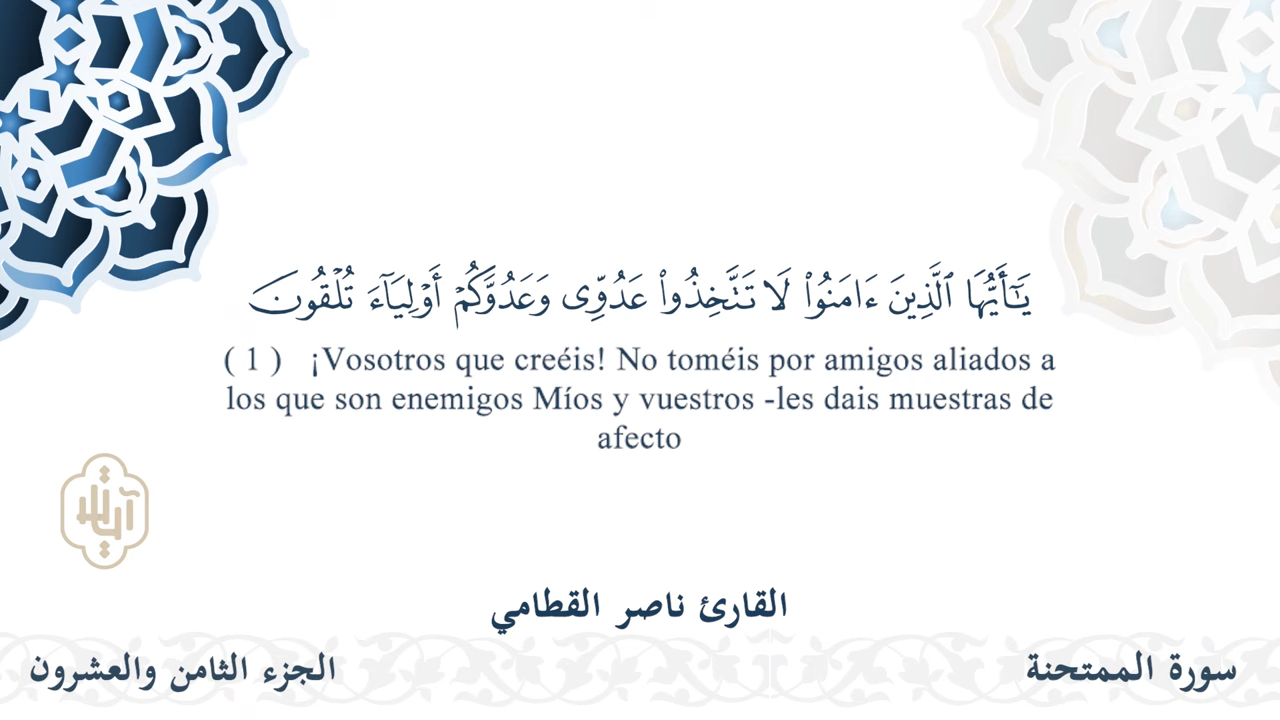 يَـٰٓأَيُّهَا ٱلَّذِينَ ءَامَنُوا۟ لَا تَتَّخِذُوا۟ عَدُوِّى وَعَدُوَّكُمْ أَوْلِيَآءَ تُلْقُونَ
( 1 ) ¡Vosotros que creéis! No toméis por amigos aliados a
los que son enemigos Míos y vuestros -les dais muestras de
afecto
آيات
القارئ ناصر القطامي
سورة الممتحنة
الجزء الثامن والعشرون